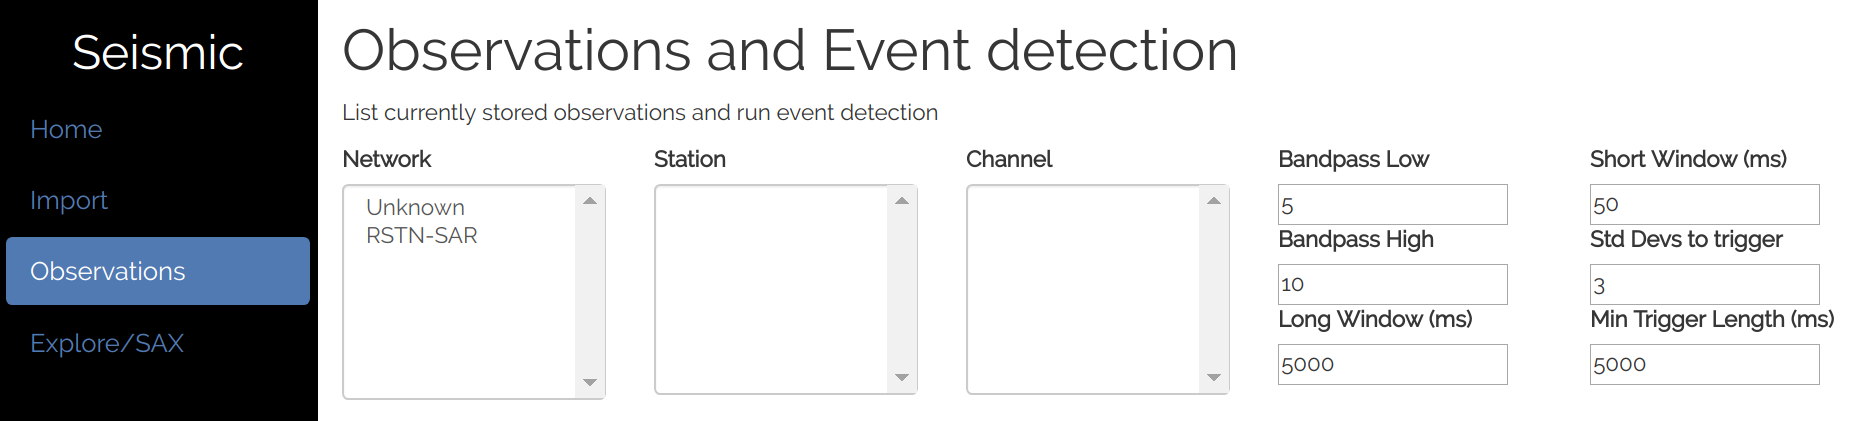 Seismic
Home
Import
Observations
Explore/SAX
Observations and Event detection
List currently stored observations and run event detection
Network
Unknown
RSTN-SAR
Station
Channel
Bandpass Low
5
Bandpass High
10
Long Window (ms)
5000
Short Window (ms)
50
Std Devs to trigger
3
Min Trigger Length (ms)
5000